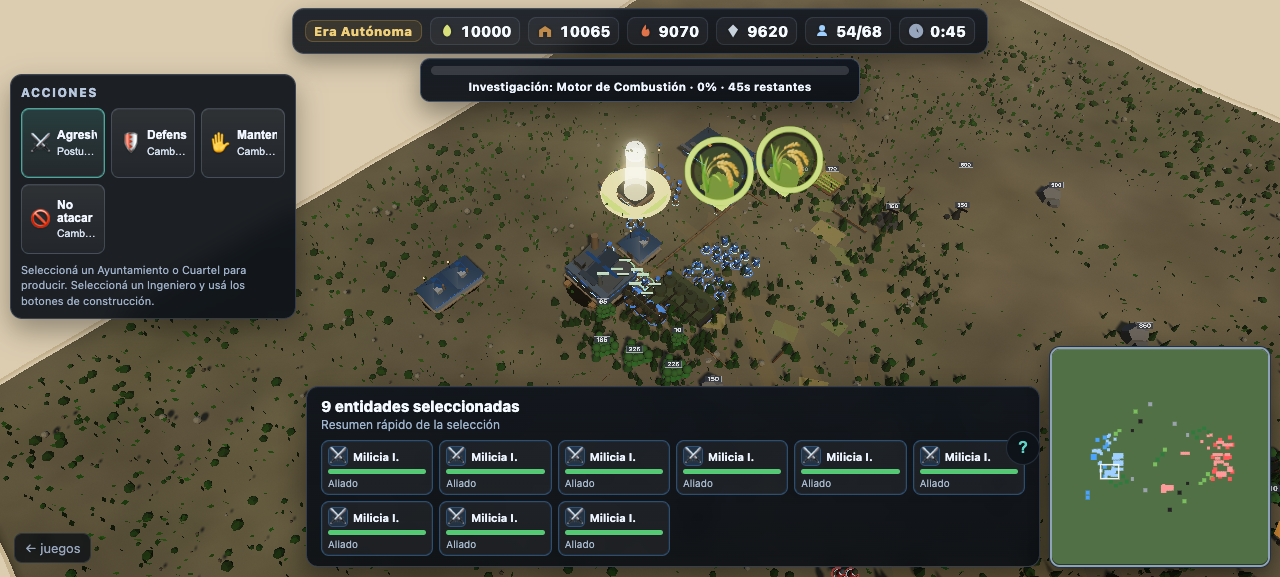 Era Autónoma 10000 10065 9070 9620 54/68 0:45
Investigación: Motor de Combustión · 0% · 45s restantes
ACCIONES
Agresiv
Postu...
Defens
Camb...
Manten
Camb...
No atacar
Camb...
Seleccioná un Ayuntamiento o Cuartel para
producir. Seleccioná un Ingeniero y usá los
botones de construcción.
150
9 entidades seleccionadas
Resumen rápido de la selección
?
Milicia I.
Aliado
Milicia I.
Aliado
Milicia I.
Aliado
Milicia I.
Aliado
Milicia I.
Aliado
Milicia I.
Aliado
Milicia I.
Aliado
Milicia I.
Aliado
Milicia I.
Aliado
← juegos